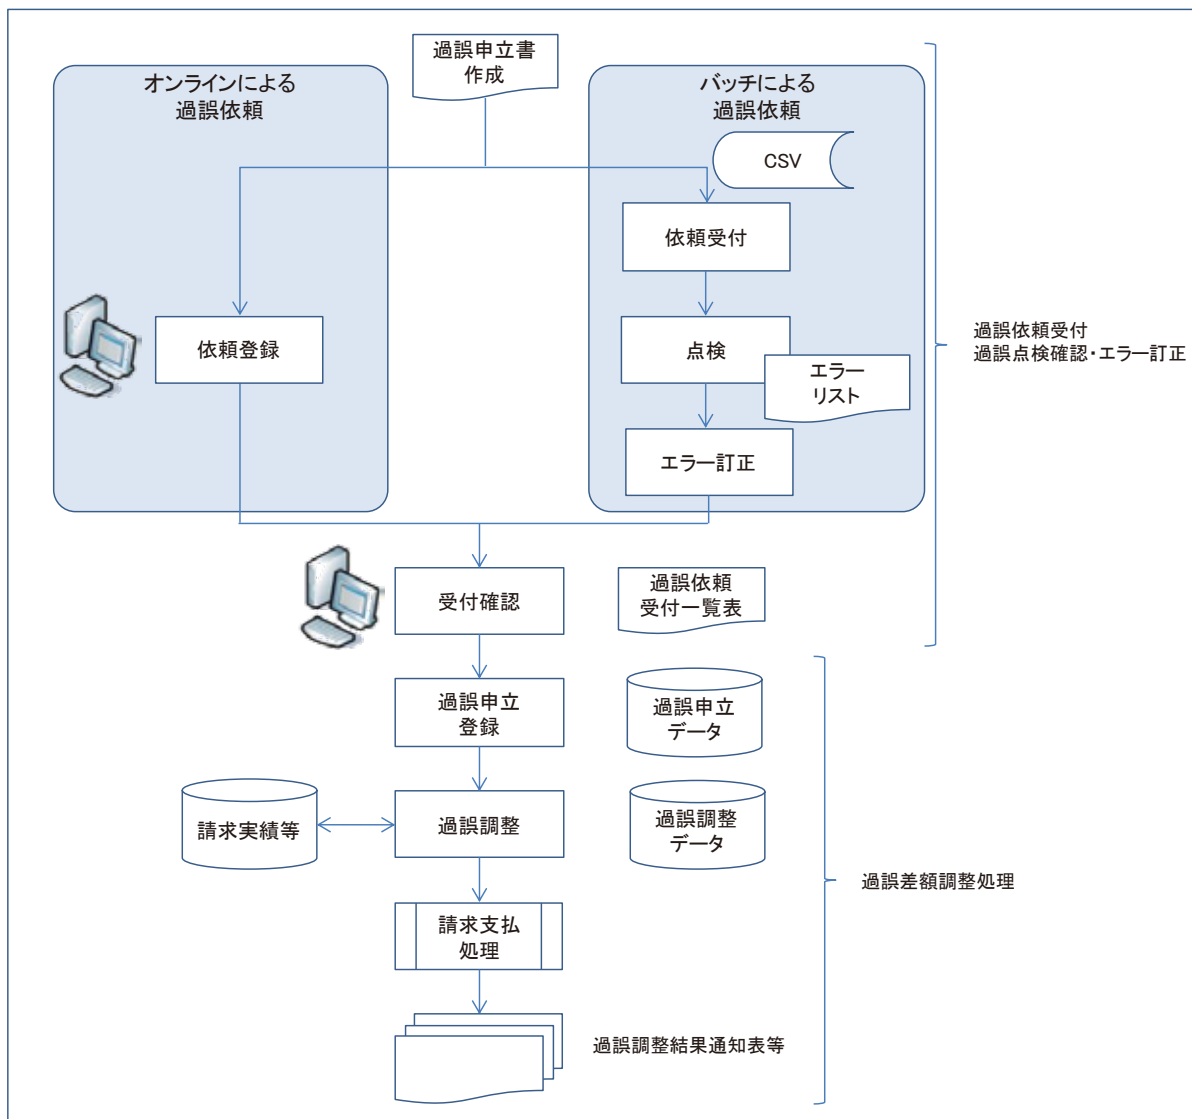 過誤申立書
作成
オンラインによる
過誤依頼
バッチによる
過誤依頼
CSV
依頼受付
依頼登録
点検
エラー
リスト
エラー訂正
過誤依頼受付
過誤点検確認・エラー訂正
受付確認
過誤依頼
受付一覧表
過誤申立
登録
過誤申立
データ
請求実績等
過誤調整
過誤調整
データ
過誤差額調整処理
請求支払
処理
過誤調整結果通知表等